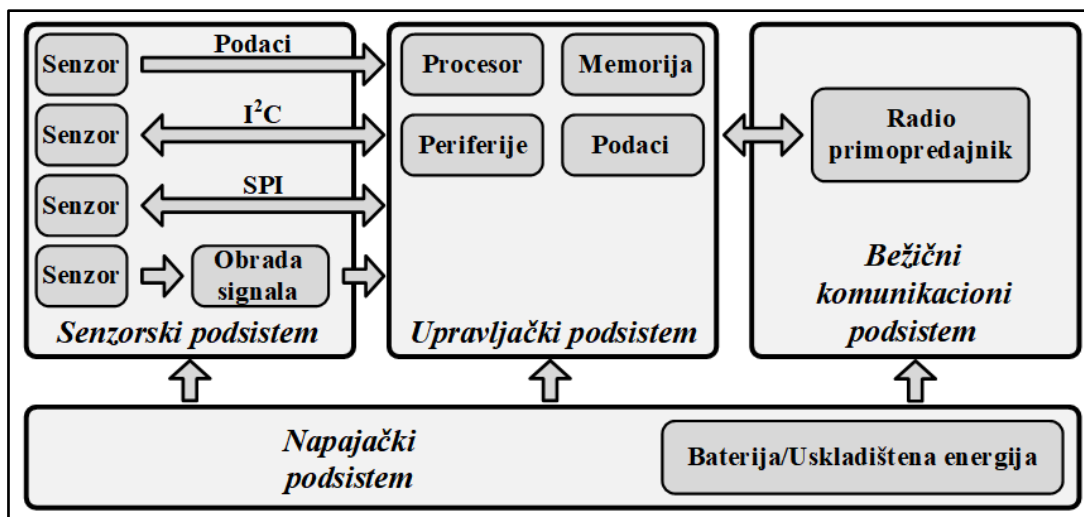 Senzor
Podaci
Senzor
I²C
Senzor
SPI
Senzor
Obrada
signala
Senzorski podsistem
Procesor
Memorija
Periferije
Podaci
Upravljački podsistem
Radio
primopredajnik
Bežični
komunikacioni
podsistem
Napajački
podsistem
Baterija/Uskladištena energija